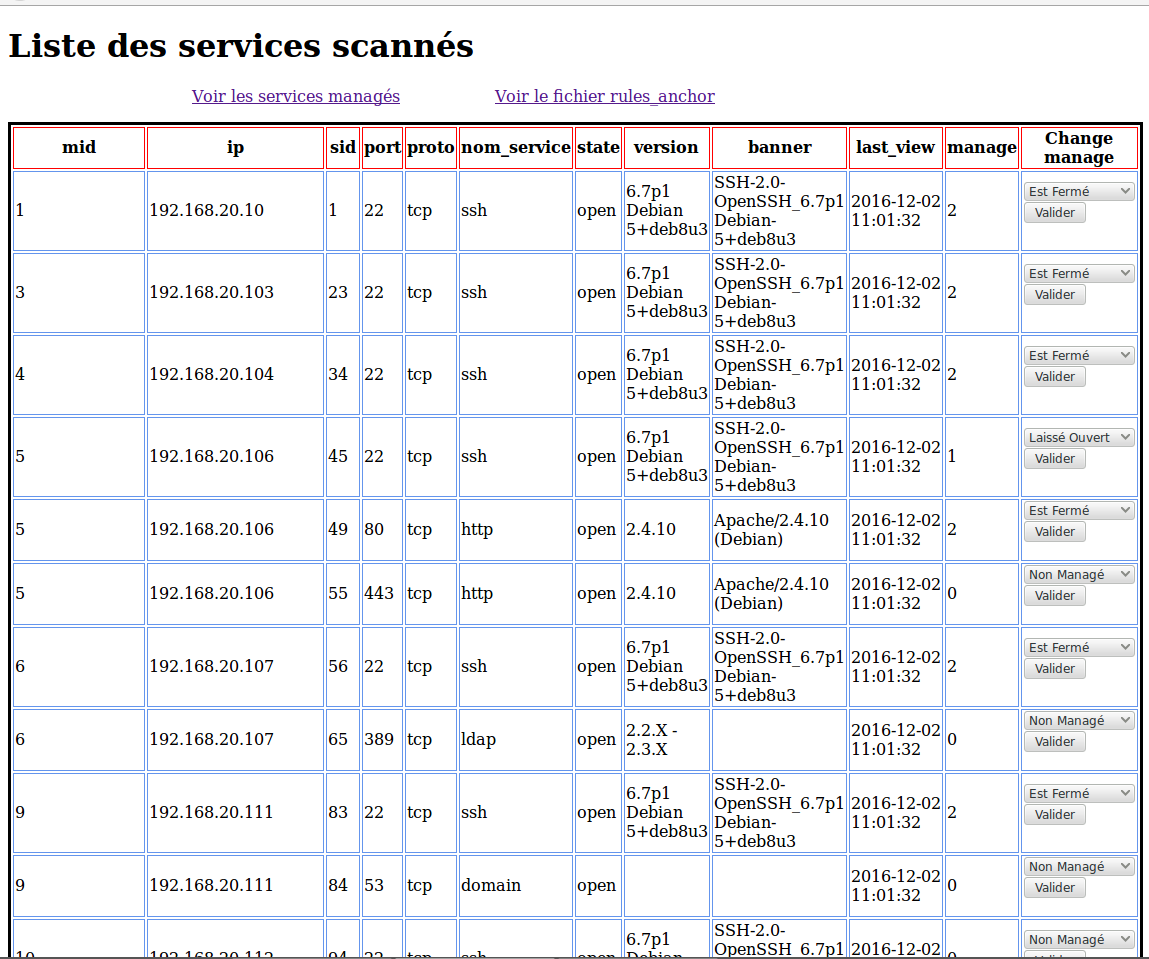 Liste des services scannés
Voir les services managés Voir le fichier rules_anchor
mid ip sid port proto nom_service state version banner last_view manage Change manage
1 192.168.20.10 1 22 tcp ssh open 6.7p1 Debian 5+deb8u3 SSH-2.0-OpenSSH_6.7p1 Debian-5+deb8u3 2016-12-02 11:01:32 2 Est Fermé Valider
3 192.168.20.103 23 22 tcp ssh open 6.7p1 Debian 5+deb8u3 SSH-2.0-OpenSSH_6.7p1 Debian-5+deb8u3 2016-12-02 11:01:32 2 Est Fermé Valider
4 192.168.20.104 34 22 tcp ssh open 6.7p1 Debian 5+deb8u3 SSH-2.0-OpenSSH_6.7p1 Debian-5+deb8u3 2016-12-02 11:01:32 2 Est Fermé Valider
5 192.168.20.106 45 22 tcp ssh open 6.7p1 Debian 5+deb8u3 SSH-2.0-OpenSSH_6.7p1 Debian-5+deb8u3 2016-12-02 11:01:32 1 Laissé Ouvert Valider
5 192.168.20.106 49 80 tcp http open 2.4.10 Apache/2.4.10 (Debian) 2016-12-02 11:01:32 2 Est Fermé Valider
5 192.168.20.106 55 443 tcp http open 2.4.10 Apache/2.4.10 (Debian) 2016-12-02 11:01:32 0 Non Managé Valider
6 192.168.20.107 56 22 tcp ssh open 6.7p1 Debian 5+deb8u3 SSH-2.0-OpenSSH_6.7p1 Debian-5+deb8u3 2016-12-02 11:01:32 2 Est Fermé Valider
6 192.168.20.107 65 389 tcp ldap open 2.2.X - 2.3.X 2016-12-02 11:01:32 0 Non Managé Valider
9 192.168.20.111 83 22 tcp ssh open 6.7p1 Debian 5+deb8u3 SSH-2.0-OpenSSH_6.7p1 Debian-5+deb8u3 2016-12-02 11:01:32 2 Est Fermé Valider
9 192.168.20.111 84 53 tcp domain open 2016-12-02 11:01:32 0 Non Managé Valider
6.7p1 Debian SSH-2.0-OpenSSH_6.7p1 2016-12-02 Non Managé